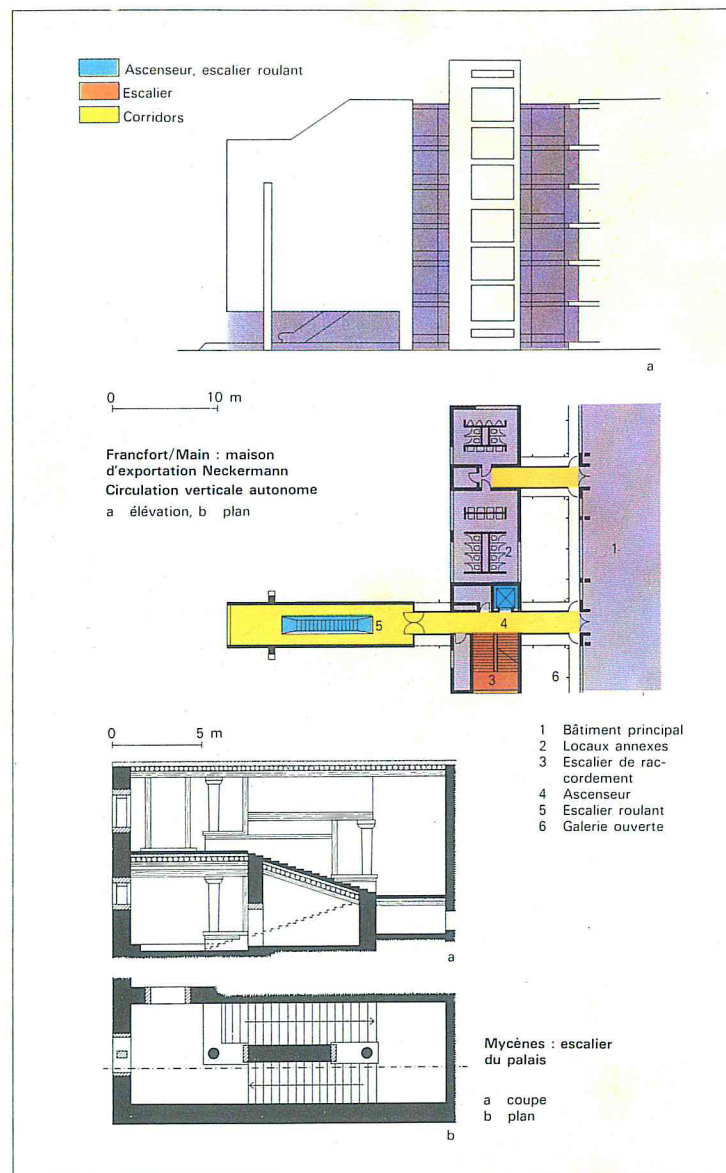 Ascenseur, escalier roulant
Escalier
Corridors
a
0 10 m
Francfort/Main : maison
d'exportation Neckermann
Circulation verticale autonome
a élévation, b plan
1
2
3
4
5
6
0 5 m
1 Bâtiment principal
2 Locaux annexes
3 Escalier de rac-
cordement
4 Ascenseur
5 Escalier roulant
6 Galerie ouverte
a
Mycènes : escalier
du palais
a coupe
b plan
b